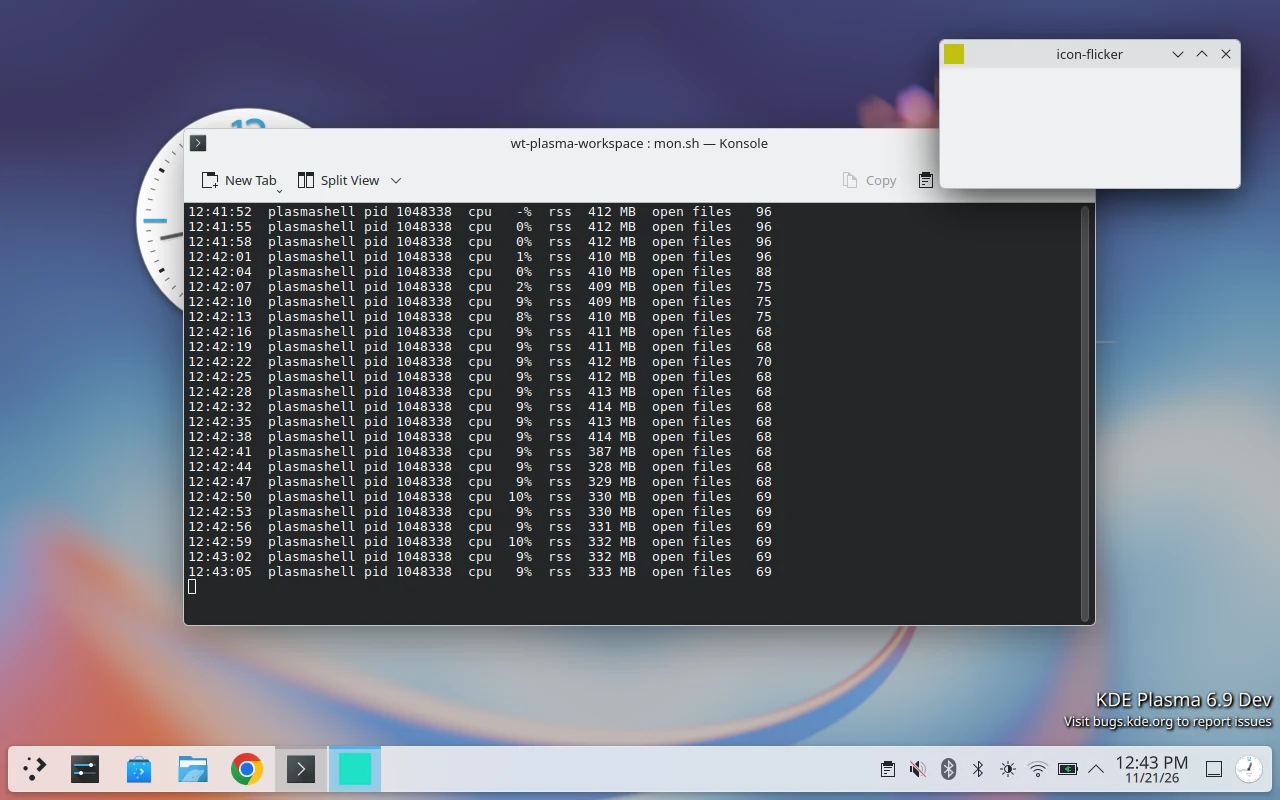 icon-flicker
12
wt-plasma-workspace : mon.sh — Konsole
New Tab
Split View
Copy
12:41:52 plasmashell pid 1048338 cpu -% rss 412 MB open files 96
12:41:55 plasmashell pid 1048338 cpu 0% rss 412 MB open files 96
12:41:58 plasmashell pid 1048338 cpu 0% rss 412 MB open files 96
12:42:01 plasmashell pid 1048338 cpu 1% rss 410 MB open files 96
12:42:04 plasmashell pid 1048338 cpu 0% rss 410 MB open files 88
12:42:07 plasmashell pid 1048338 cpu 2% rss 409 MB open files 75
12:42:10 plasmashell pid 1048338 cpu 9% rss 409 MB open files 75
12:42:13 plasmashell pid 1048338 cpu 8% rss 410 MB open files 75
12:42:16 plasmashell pid 1048338 cpu 9% rss 411 MB open files 68
12:42:19 plasmashell pid 1048338 cpu 9% rss 411 MB open files 68
12:42:22 plasmashell pid 1048338 cpu 9% rss 412 MB open files 70
12:42:25 plasmashell pid 1048338 cpu 9% rss 412 MB open files 68
12:42:28 plasmashell pid 1048338 cpu 9% rss 413 MB open files 68
12:42:32 plasmashell pid 1048338 cpu 9% rss 414 MB open files 68
12:42:35 plasmashell pid 1048338 cpu 9% rss 413 MB open files 68
12:42:38 plasmashell pid 1048338 cpu 9% rss 414 MB open files 68
12:42:41 plasmashell pid 1048338 cpu 9% rss 387 MB open files 68
12:42:44 plasmashell pid 1048338 cpu 9% rss 328 MB open files 68
12:42:47 plasmashell pid 1048338 cpu 9% rss 329 MB open files 68
12:42:50 plasmashell pid 1048338 cpu 10% rss 330 MB open files 69
12:42:53 plasmashell pid 1048338 cpu 9% rss 330 MB open files 69
12:42:56 plasmashell pid 1048338 cpu 9% rss 331 MB open files 69
12:42:59 plasmashell pid 1048338 cpu 10% rss 332 MB open files 69
12:43:02 plasmashell pid 1048338 cpu 9% rss 332 MB open files 69
12:43:05 plasmashell pid 1048338 cpu 9% rss 333 MB open files 69
KDE Plasma 6.9 Dev
Visit bugs.kde.org to report issues
12:43 PM
11/21/26